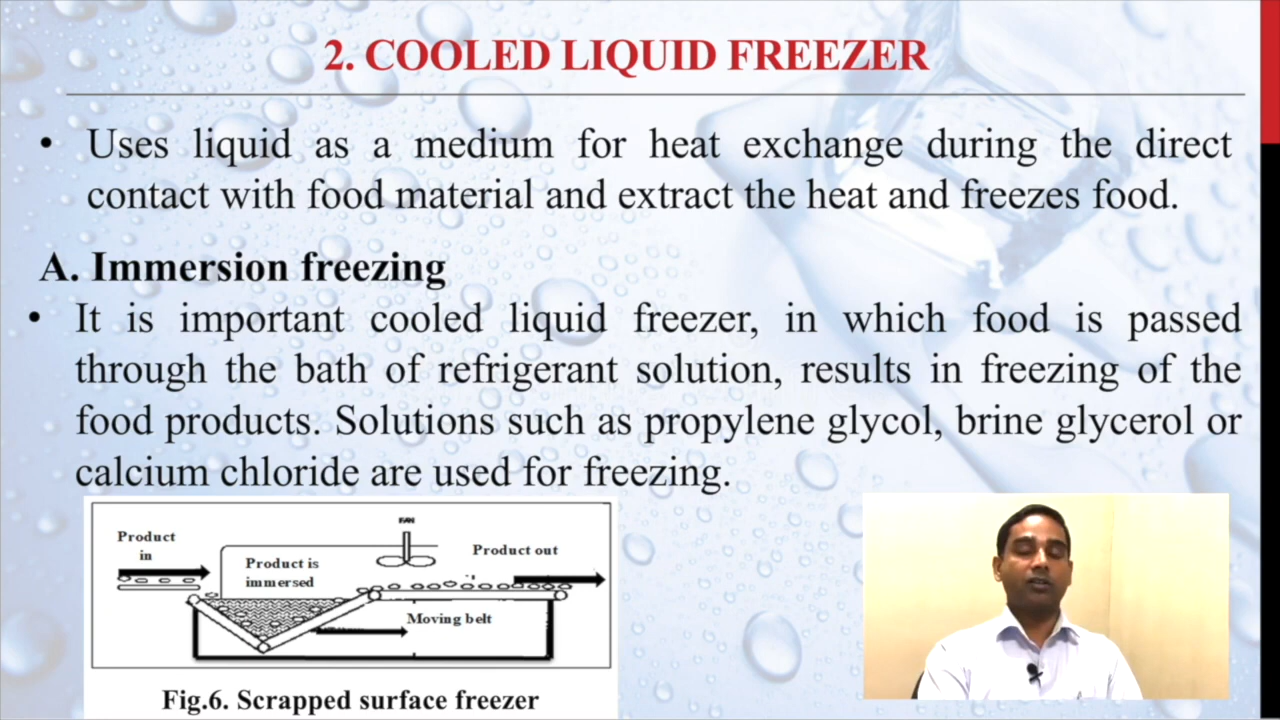 2. COOLED LIQUID FREEZER
• Uses liquid as a medium for heat exchange during the direct
contact with food material and extract the heat and freezes food.
A. Immersion freezing
• It is important cooled liquid freezer, in which food is passed
through the bath of refrigerant solution, results in freezing of the
food products. Solutions such as propylene glycol, brine glycerol or
calcium chloride are used for freezing.
FAN
Product
in
Product is
immersed
Product out
Moving belt
Fig.6. Scrapped surface freezer